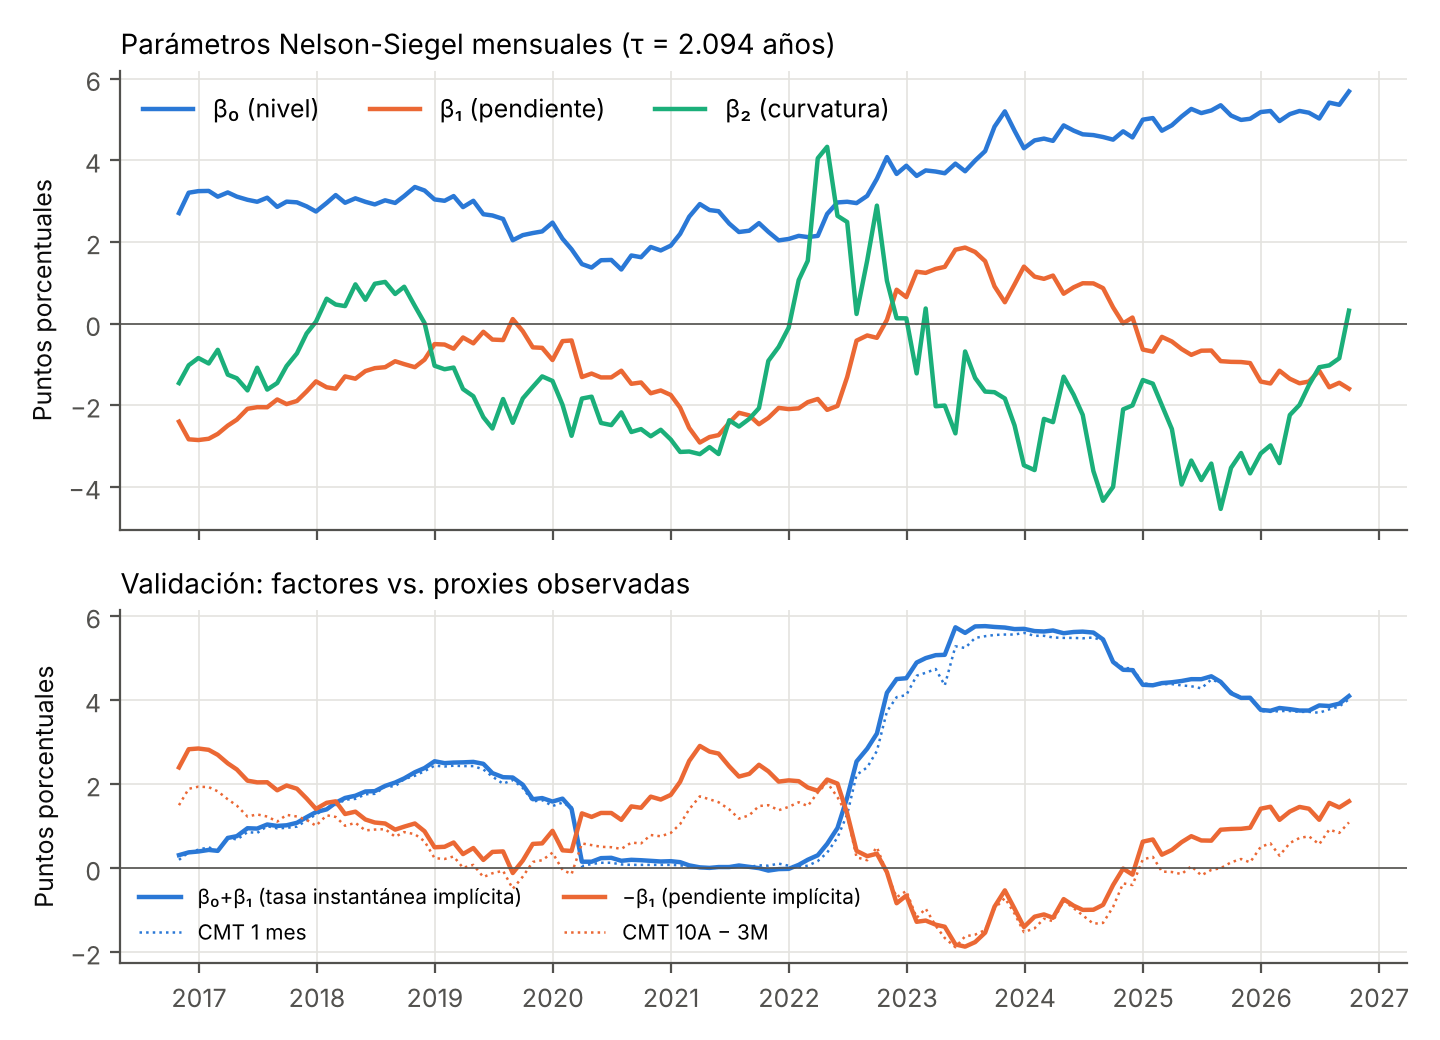 Parámetros Nelson-Siegel mensuales (τ = 2.094 años)
6
4
2
0
−2
−4
Puntos porcentuales
β₀ (nivel)
β₁ (pendiente)
β₂ (curvatura)
Validación: factores vs. proxies observadas
6
4
2
0
−2
Puntos porcentuales
β₀+β₁ (tasa instantánea implícita)
−β₁ (pendiente implícita)
CMT 1 mes
CMT 10A − 3M
2017
2018
2019
2020
2021
2022
2023
2024
2025
2026
2027